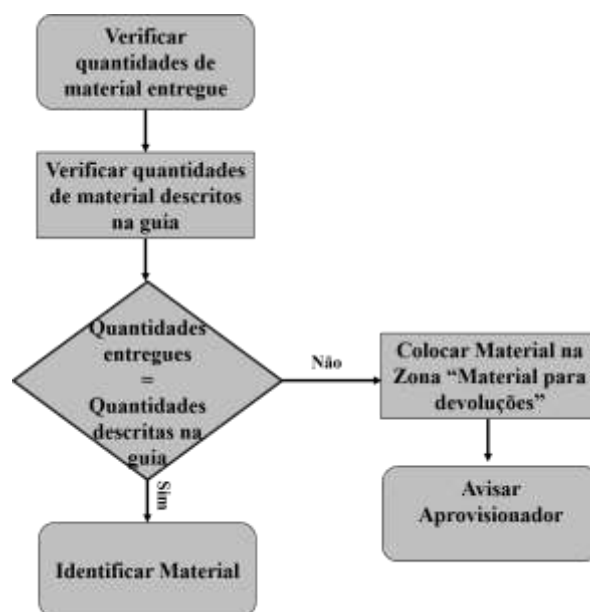 Verificar
quantidades de
material entregue
Verificar quantidades
de material descritos
na guia
Quantidades
entregues
=
Quantidades
descritas na
guia
Não
Colocar Material na
Zona “Material para
devoluções”
Sim
Avisar
Aprovisionador
Identificar Material